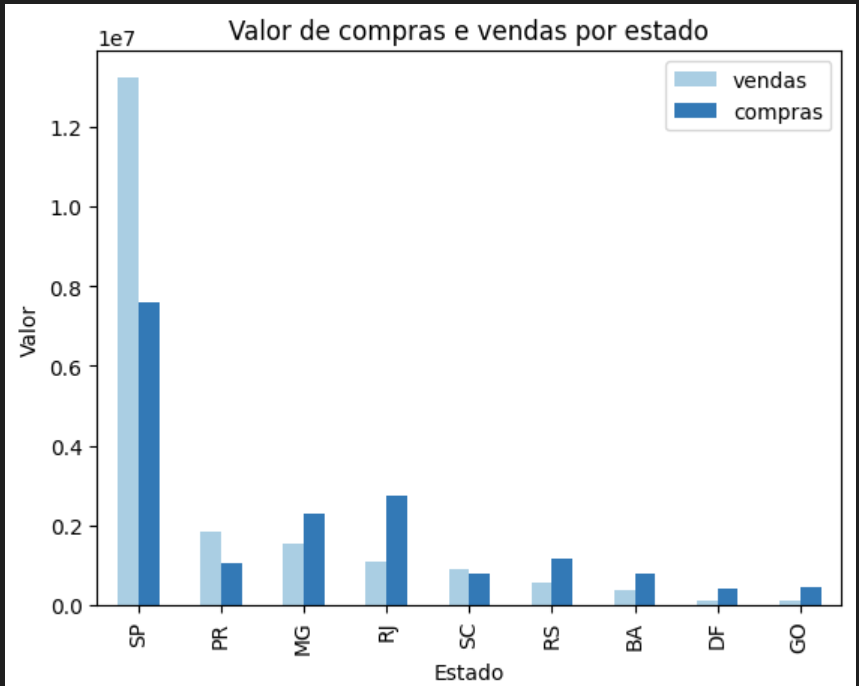 Valor de compras e vendas por estado
1e7
vendas
compras
1.2
1.0
0.8
0.6
0.4
0.2
0.0
Valor
SP PR MG RJ SC RS BA DF GO
Estado